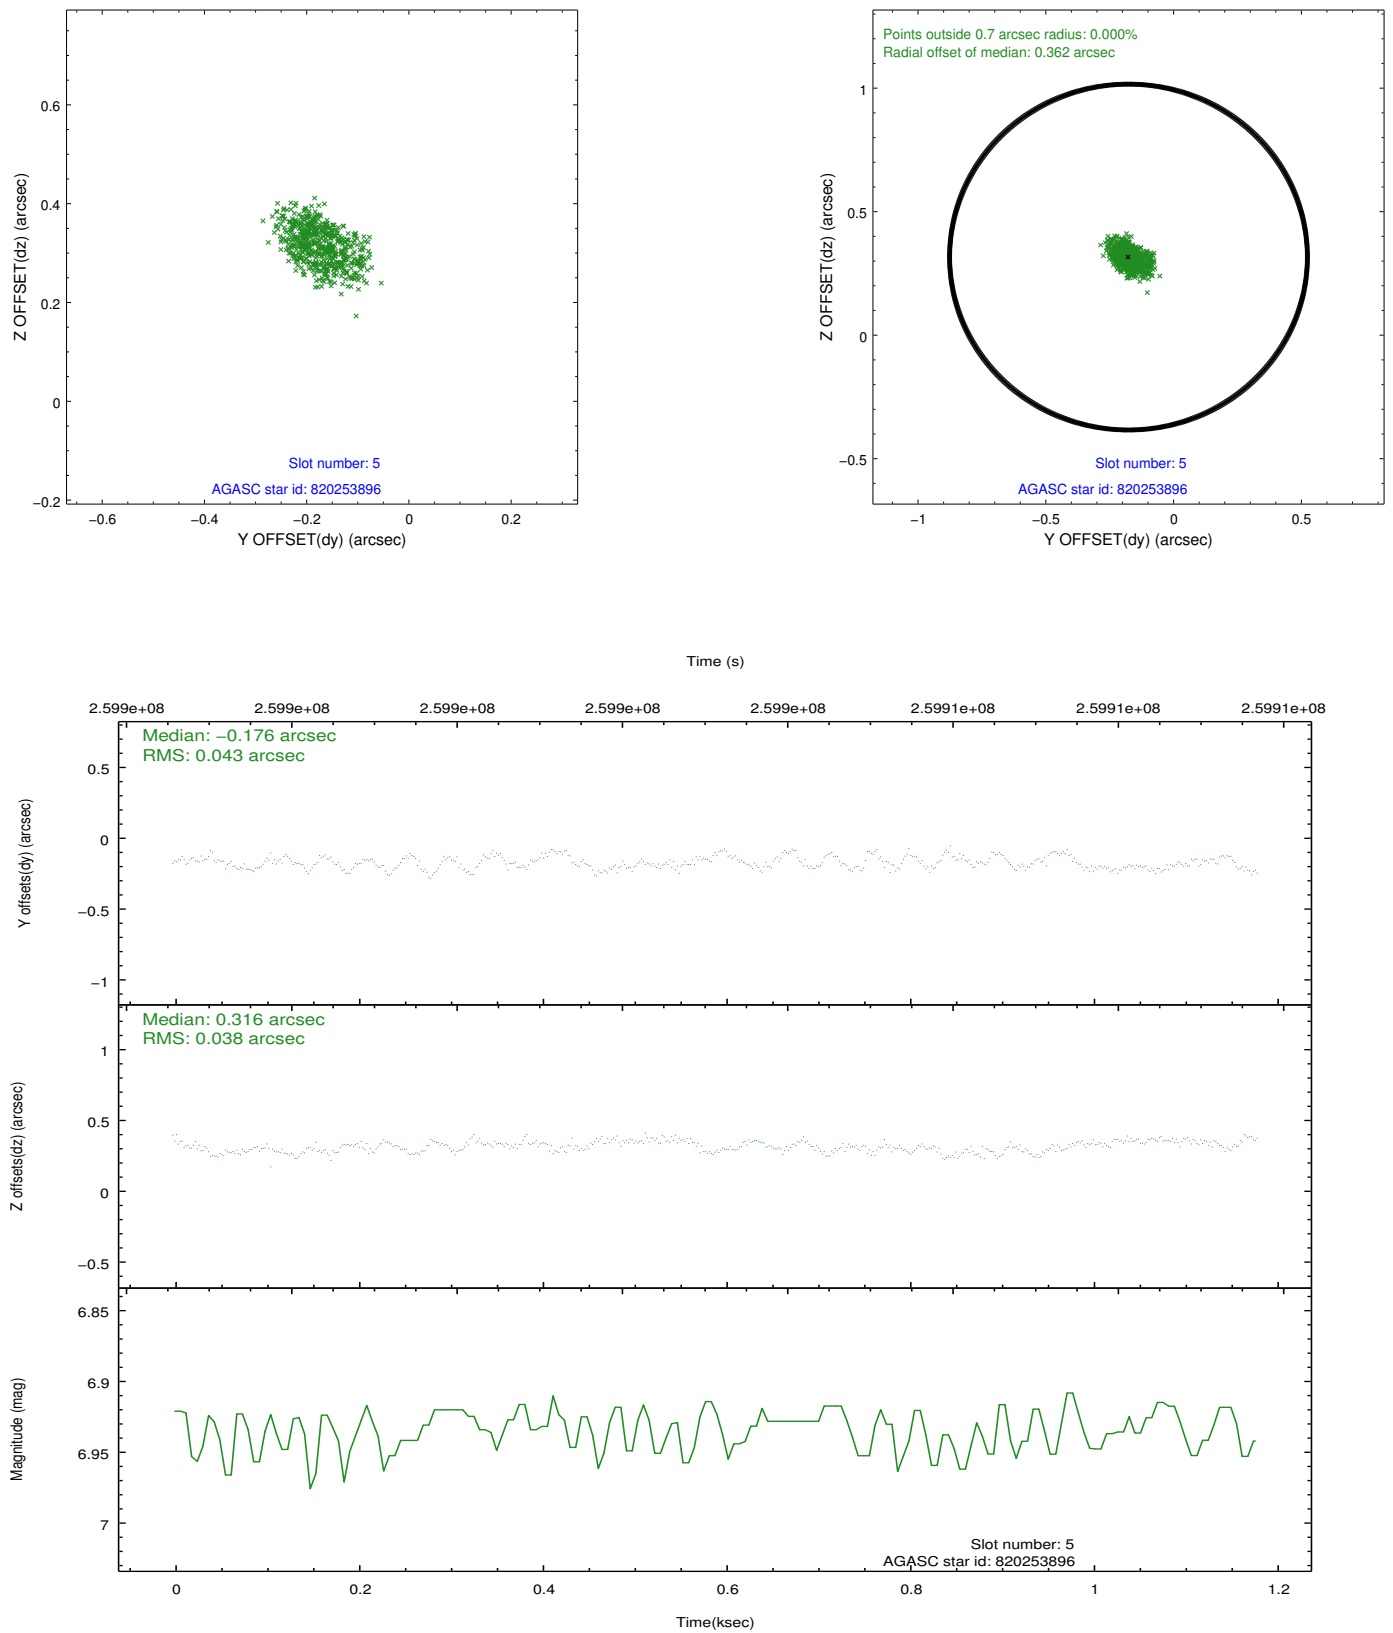 0.6
0.4
0.2
0
−0.2
Z OFFSET(dz) (arcsec)
Slot number: 5
AGASC star id: 820253896
−0.6 −0.4 −0.2 0 0.2
Y OFFSET(dy) (arcsec)
Points outside 0.7 arcsec radius: 0.000%
Radial offset of median: 0.362 arcsec
1
0.5
0
−0.5
Z OFFSET(dz) (arcsec)
Slot number: 5
AGASC star id: 820253896
−1 −0.5 0 0.5
Y OFFSET(dy) (arcsec)
Time (s)
2.599e+08 2.599e+08 2.599e+08 2.599e+08 2.599e+08 2.5991e+08 2.5991e+08 2.5991e+08
Median: −0.176 arcsec
RMS: 0.043 arcsec
0.5
0
−0.5
−1
Y offsets(dy) (arcsec)
Median: 0.316 arcsec
RMS: 0.038 arcsec
1
0.5
0
−0.5
Z offsets(dz) (arcsec)
6.85
6.9
6.95
7
Magnitude (mag)
Slot number: 5
AGASC star id: 820253896
0 0.2 0.4 0.6 0.8 1 1.2
Time(ksec)